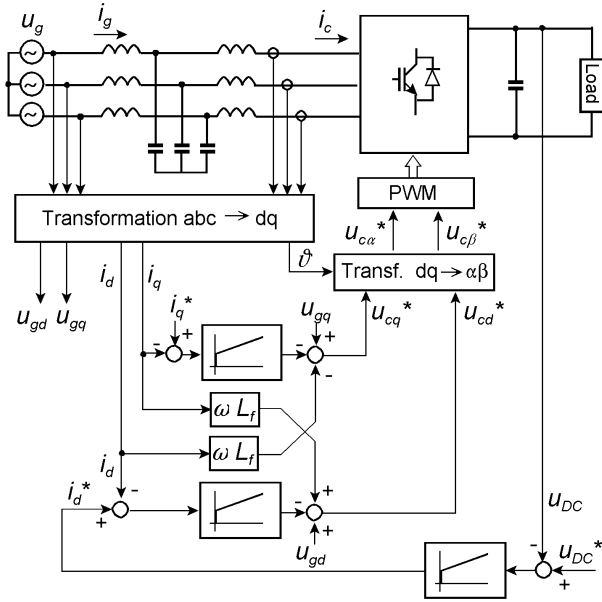 u_g
i_g
i_c
~
~
~
Load
PWM
Transformation abc → dq
u_cα*
u_cβ*
i_d
i_q
ϑ
Transf. dq → αβ
u_gd
u_gq
i_q*
u_gq
u_cq*
u_cd*
+
+
-
-
-
ω L_f
ω L_f
i_d
i_d*
-
+
+
-
+
u_gd
u_DC
-
u_DC*
+